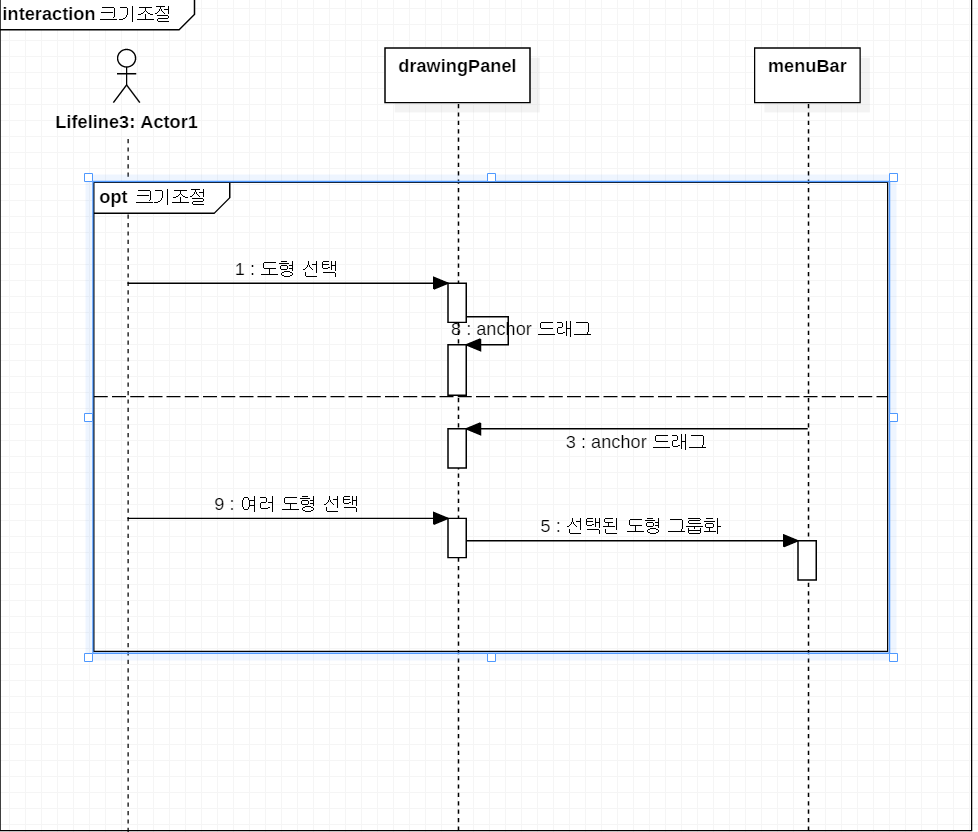 interaction 크기조절
drawingPanel
menuBar
Lifeline3: Actor1
opt 크기조절
1 : 도형 선택
8 : anchor 드래그
3 : anchor 드래그
9 : 여러 도형 선택
5 : 선택된 도형 그룹화